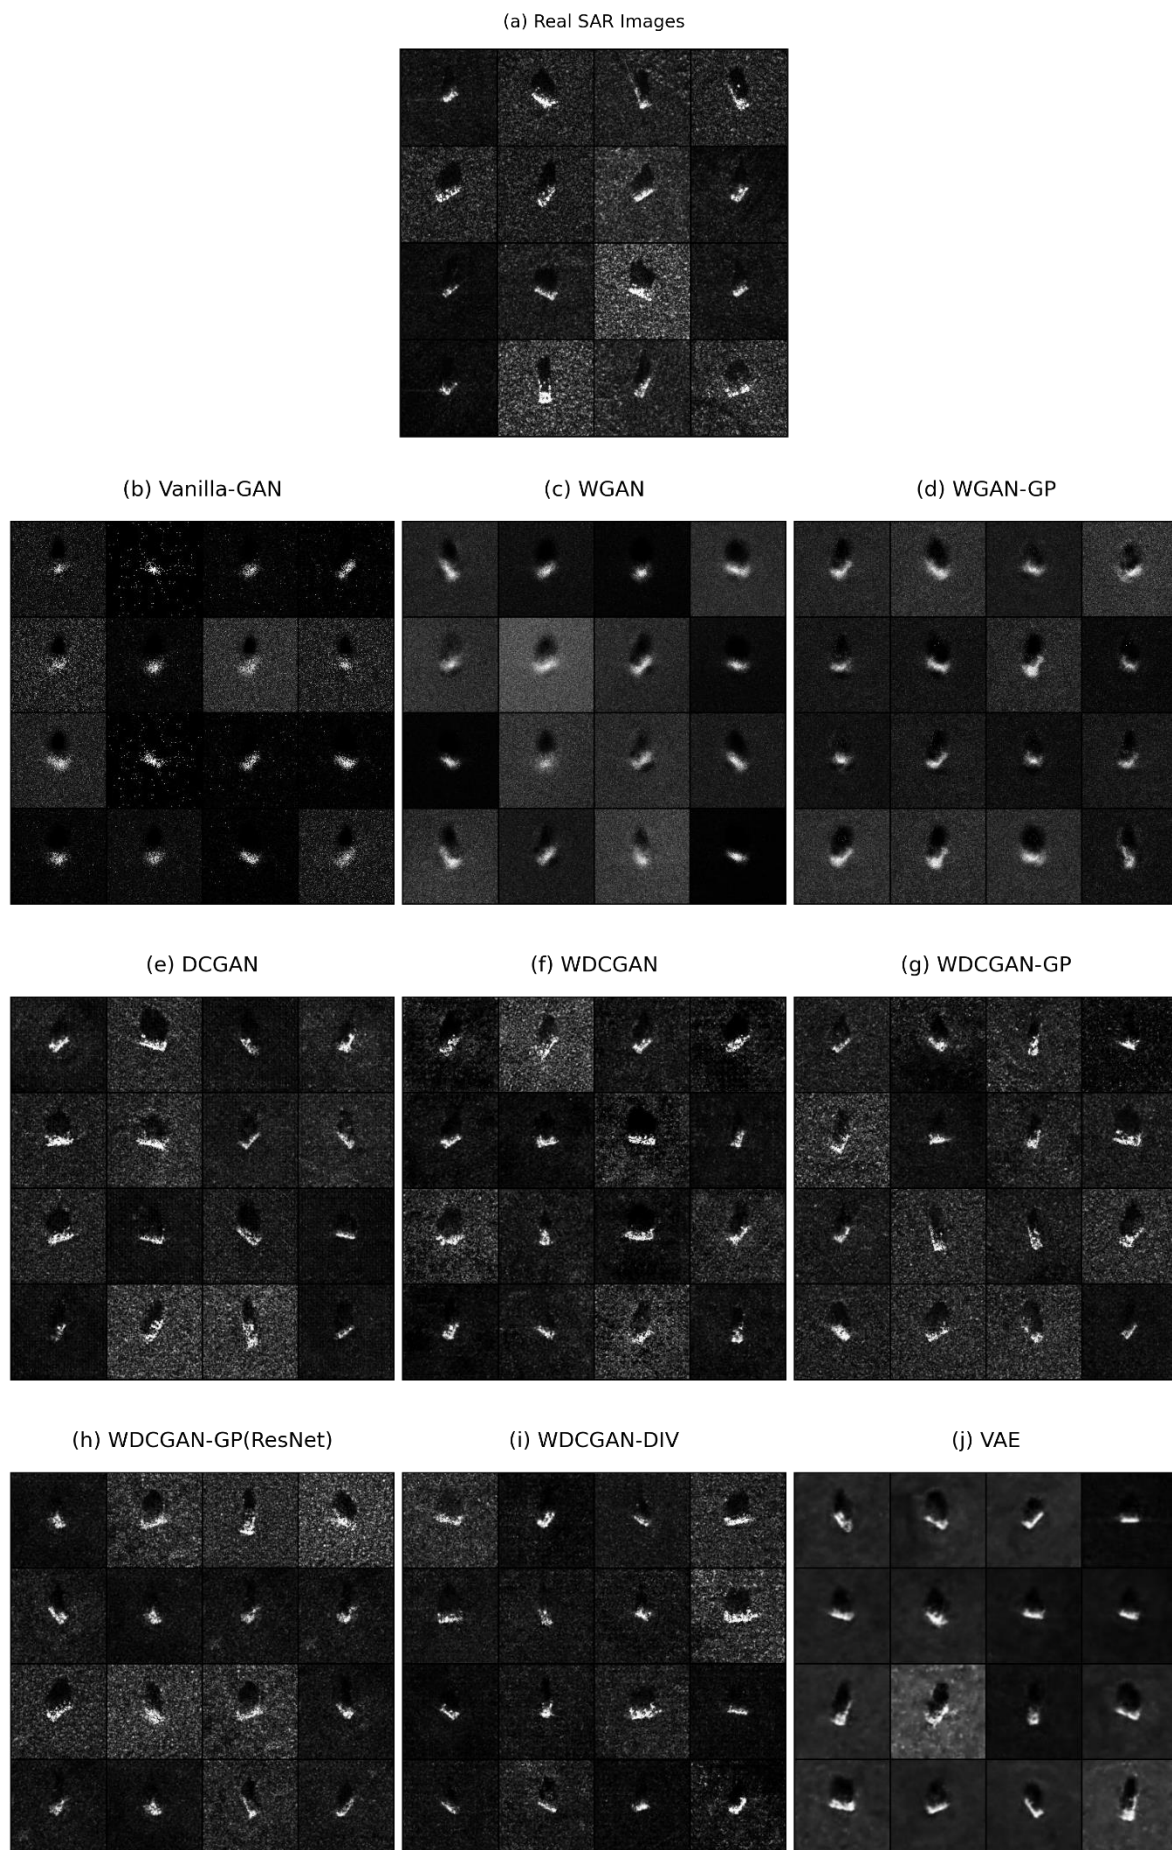 (a) Real SAR Images
(b) Vanilla-GAN
(c) WGAN
(d) WGAN-GP
(e) DCGAN
(f) WDCGAN
(g) WDCGAN-GP
(h) WDCGAN-GP(ResNet)
(i) WDCGAN-DIV
(j) VAE